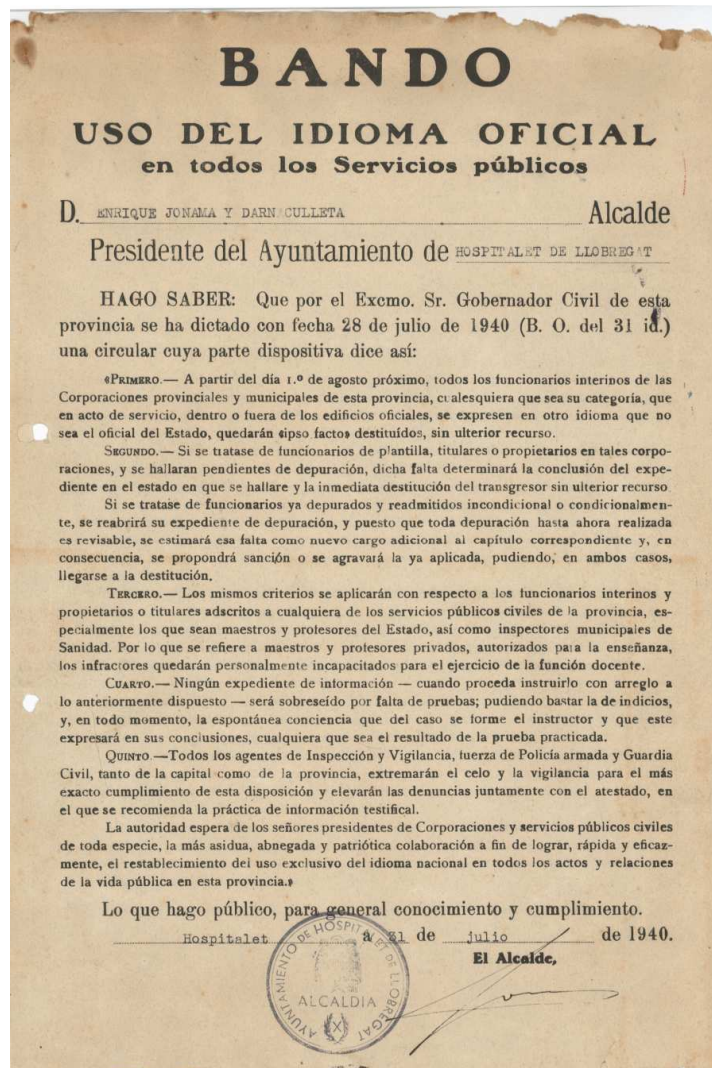 BANDO
USO DEL IDIOMA OFICIAL
en todos los Servicios públicos
D. ENRIQUE JONAMA Y DARNACULLETA Alcalde
Presidente del Ayuntamiento de HOSPITALET DE LLOBREGAT
HAGO SABER: Que por el Excmo. Sr. Gobernador Civil de esta
provincia se ha dictado con fecha 28 de julio de 1940 (B. O. del 31 id.)
una circular cuya parte dispositiva dice así:
«PRIMERO.— A partir del día 1.º de agosto próximo, todos los funcionarios interinos de las
Corporaciones provinciales y municipales de esta provincia, cualesquiera que sea su categoría, que
en acto de servicio, dentro o fuera de los edificios oficiales, se expresen en otro idioma que no
sea el oficial del Estado, quedarán «ipso facto» destituídos, sin ulterior recurso.
SEGUNDO.— Si se tratase de funcionarios de plantilla, titulares o propietarios en tales corpo-
raciones, y se hallaran pendientes de depuración, dicha falta determinará la conclusión del expe-
diente en el estado en que se hallare y la inmediata destitución del transgresor sin ulterior recurso
Si se tratase de funcionarios ya depurados y readmitidos incondicional o condicionalmen-
te, se reabrirá su expediente de depuración, y puesto que toda depuración hasta ahora realizada
es revisable, se estimará esa falta como nuevo cargo adicional al capítulo correspondiente y, en
consecuencia, se propondrá sanción o se agravará la ya aplicada, pudiendo, en ambos casos,
llegarse a la destitución.
TERCERO.— Los mismos criterios se aplicarán con respecto a los funcionarios interinos y
propietarios o titulares adscritos a cualquiera de los servicios públicos civiles de la provincia, es-
pecialmente los que sean maestros y profesores del Estado, así como inspectores municipales de
Sanidad. Por lo que se refiere a maestros y profesores privados, autorizados para la enseñanza,
los infractores quedarán personalmente incapacitados para el ejercicio de la función docente.
CUARTO.— Ningún expediente de información — cuando proceda instruirlo con arreglo a
lo anteriormente dispuesto — será sobreseído por falta de pruebas; pudiendo bastar la de indicios,
y, en todo momento, la espontánea conciencia que del caso se forme el instructor y que este
expresará en sus conclusiones, cualquiera que sea el resultado de la prueba practicada.
QUINTO.—Todos los agentes de Inspección y Vigilancia, fuerza de Policía armada y Guardia
Civil, tanto de la capital como de la provincia, extremarán el celo y la vigilancia para el más
exacto cumplimiento de esta disposición y elevarán las denuncias juntamente con el atestado, en
el que se recomienda la práctica de información testifical.
La autoridad espera de los señores presidentes de Corporaciones y servicios públicos civiles
de toda especie, la más asidua, abnegada y patriótica colaboración a fin de lograr, rápida y eficaz-
mente, el restablecimiento del uso exclusivo del idioma nacional en todos los actos y relaciones
de la vida pública en esta provincia.»
Lo que hago público, para general conocimiento y cumplimiento.
Hospitalet a 31 de julio de 1940.
El Alcalde,
AYUNTAMIENTO DE HOSPITALET DE LLOBREGAT
ALCALDIA